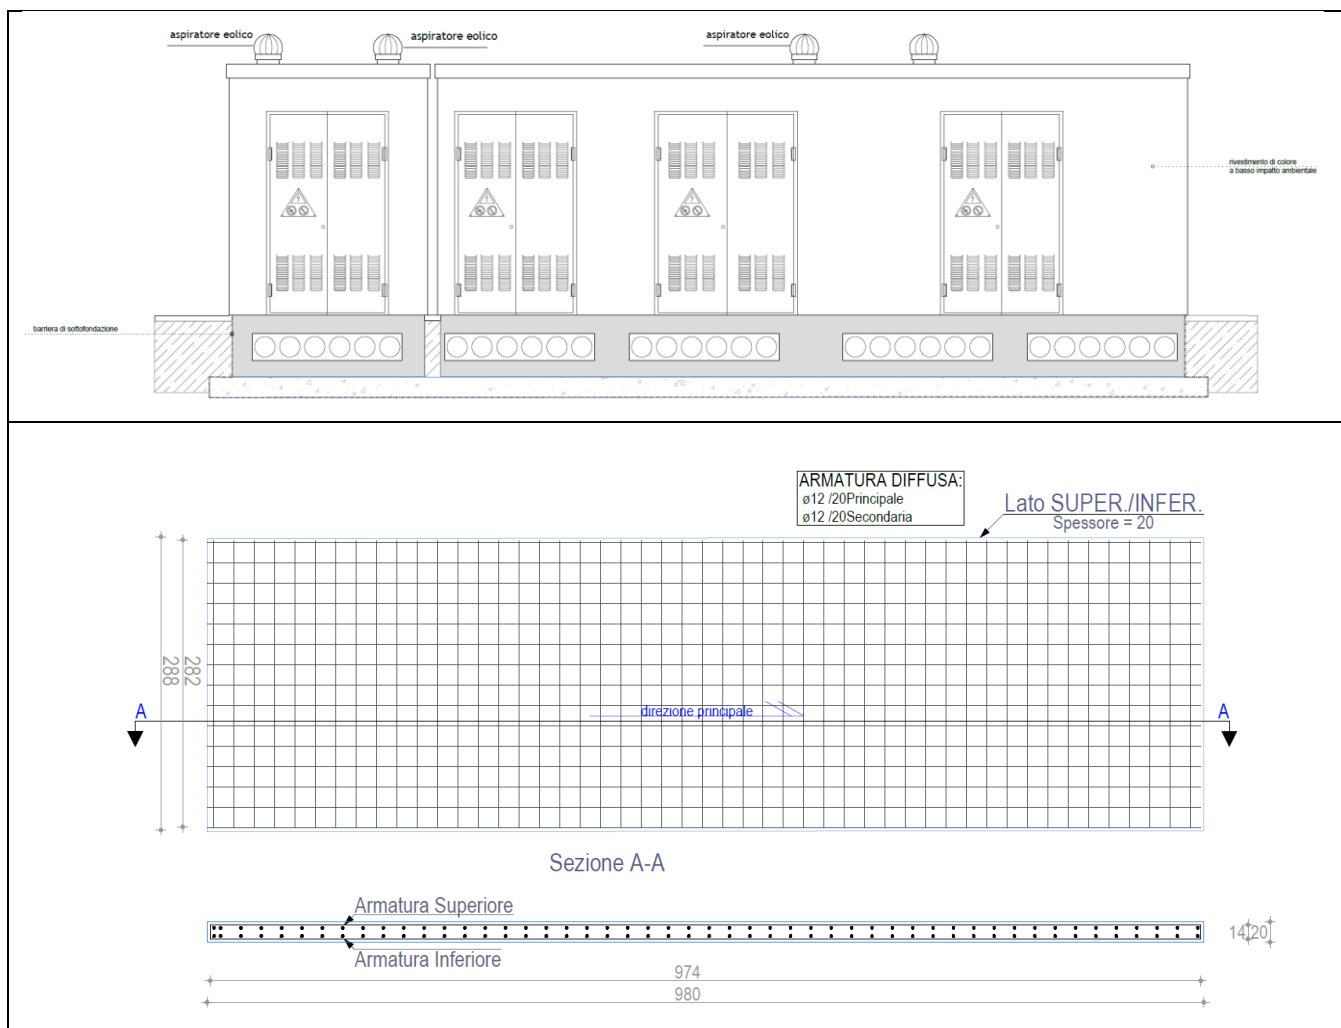 aspiratore eolico
aspiratore eolico
aspiratore eolico
rivestimento di colore
a basso impatto ambientale
barriera di sottofondazione
ARMATURA DIFFUSA:
ø12 /20Principale
ø12 /20Secondaria
Lato SUPER./INFER.
Spessore = 20
288
282
direzione principale
A
A
Sezione A-A
Armatura Superiore
Armatura Inferiore
14
20
974
980